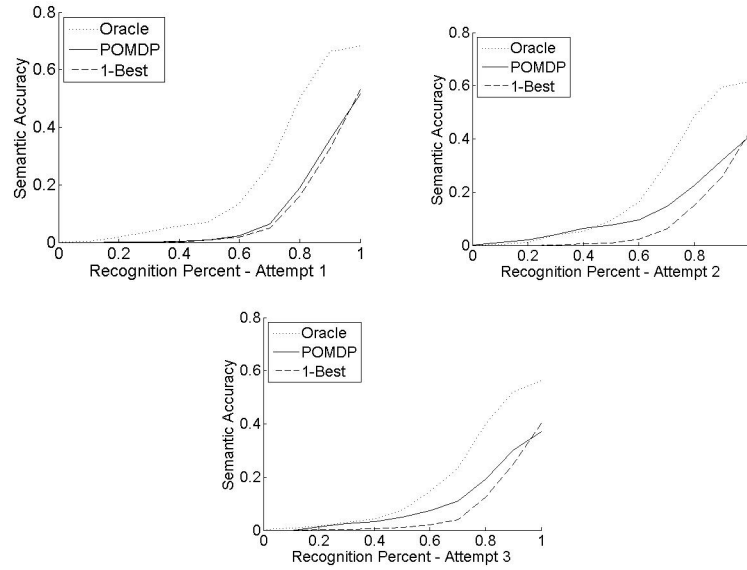 0.8
Oracle
POMDP
1-Best
0.6
0.4
0.2
0
Semantic Accuracy
0 0.2 0.4 0.6 0.8 1
Recognition Percent - Attempt 1
0.8
Oracle
POMDP
1-Best
0.6
0.4
0.2
0
Semantic Accuracy
0 0.2 0.4 0.6 0.8
Recognition Percent - Attempt 2
0.8
Oracle
POMDP
1-Best
0.6
0.4
0.2
0
Semantic Accuracy
0 0.2 0.4 0.6 0.8 1
Recognition Percent - Attempt 3